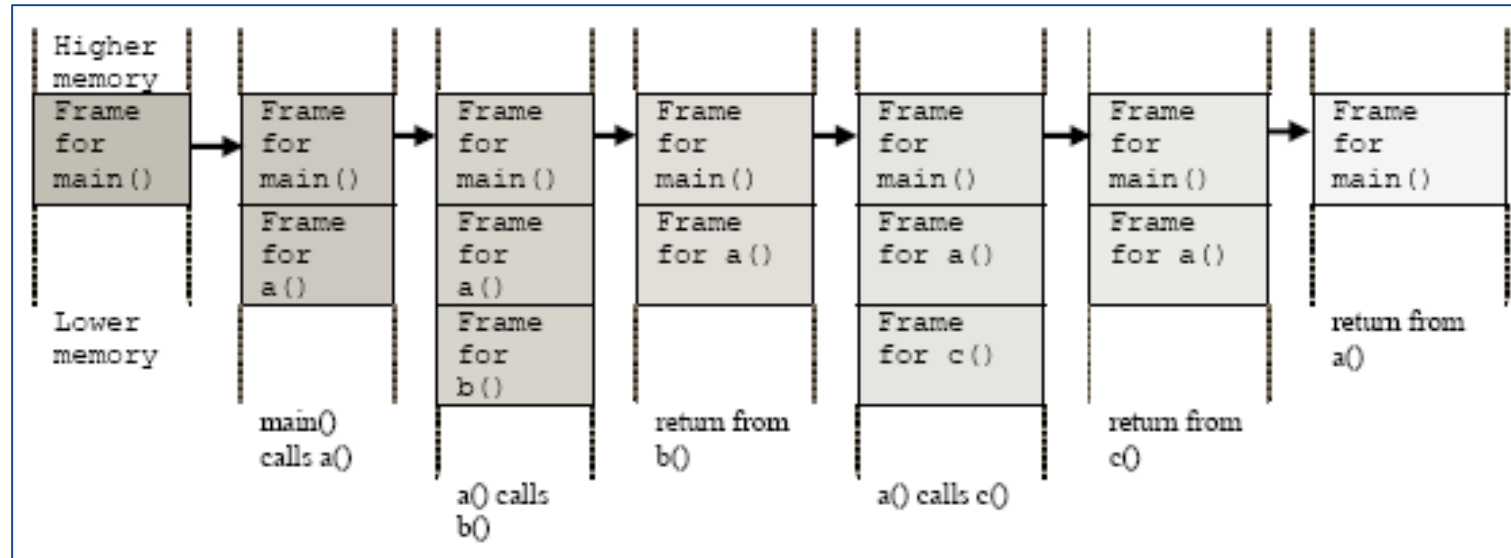 Higher
memory
Frame
for
main()
Lower
memory
Frame
for
main()
Frame
for
a()
main()
calls a()
Frame
for
main()
Frame
for
a()
Frame
for
b()
a() calls
b()
Frame
for
main()
Frame
for a()
return from
b()
Frame
for
main()
Frame
for a()
Frame
for c()
a() calls c()
Frame
for
main()
Frame
for a()
return from
c()
Frame
for
main()
return from
a()